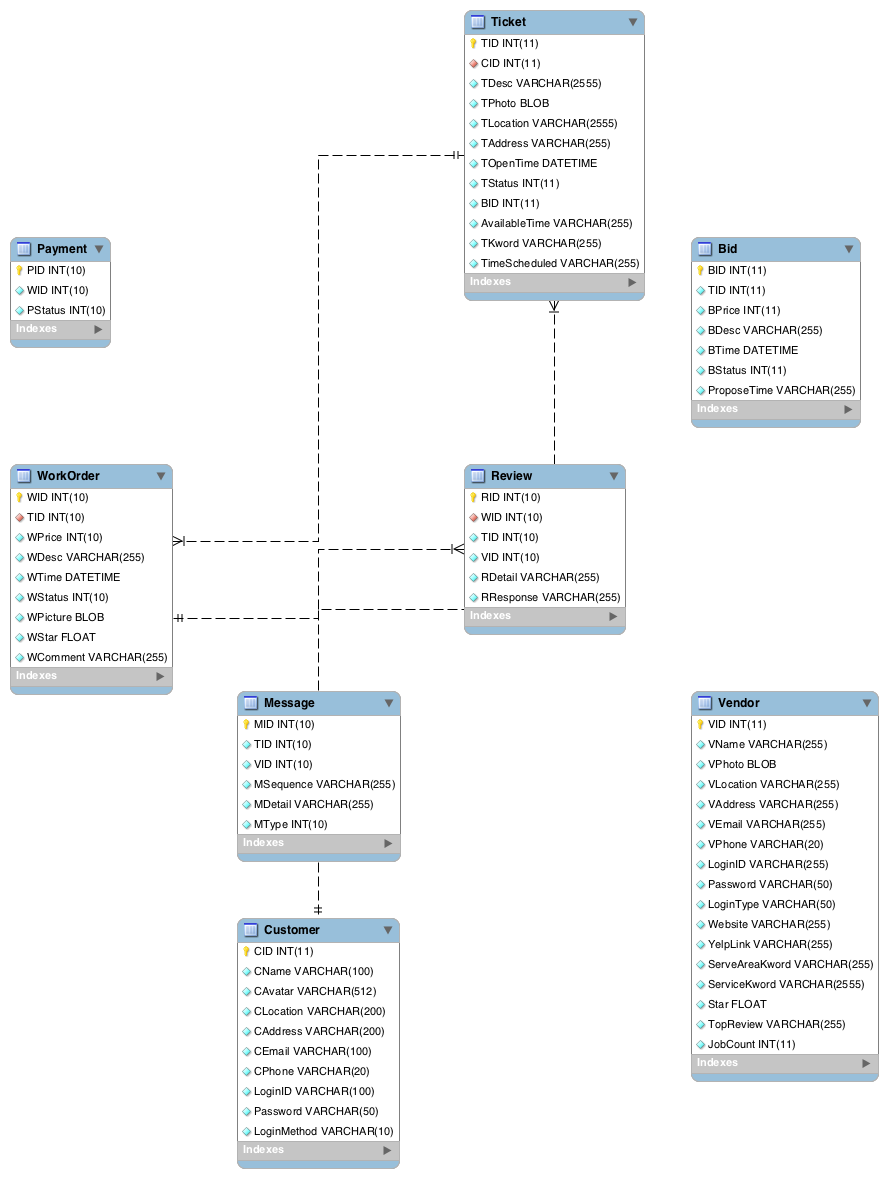 Ticket
TID INT(11)
CID INT(11)
TDesc VARCHAR(2555)
TPhoto BLOB
TLocation VARCHAR(2555)
TAddress VARCHAR(255)
TOpenTime DATETIME
TStatus INT(11)
BID INT(11)
AvailableTime VARCHAR(255)
TKword VARCHAR(255)
TimeScheduled VARCHAR(255)
Indexes
Payment
PID INT(10)
WID INT(10)
PStatus INT(10)
Indexes
Bid
BID INT(11)
TID INT(11)
BPrice INT(11)
BDesc VARCHAR(255)
BTime DATETIME
BStatus INT(11)
ProposeTime VARCHAR(255)
Indexes
WorkOrder
WID INT(10)
TID INT(10)
WPrice INT(10)
WDesc VARCHAR(255)
WTime DATETIME
WStatus INT(10)
WPicture BLOB
WStar FLOAT
WComment VARCHAR(255)
Indexes
Review
RID INT(10)
WID INT(10)
TID INT(10)
VID INT(10)
RDetail VARCHAR(255)
RResponse VARCHAR(255)
Indexes
Message
MID INT(10)
TID INT(10)
VID INT(10)
MSequence VARCHAR(255)
MDetail VARCHAR(255)
MType INT(10)
Indexes
Vendor
VID INT(11)
VName VARCHAR(255)
VPhoto BLOB
VLocation VARCHAR(255)
VAddress VARCHAR(255)
VEmail VARCHAR(255)
VPhone VARCHAR(20)
LoginID VARCHAR(255)
Password VARCHAR(50)
LoginType VARCHAR(50)
Website VARCHAR(255)
YelpLink VARCHAR(255)
ServeAreaKword VARCHAR(255)
ServiceKword VARCHAR(2555)
Star FLOAT
TopReview VARCHAR(255)
JobCount INT(11)
Indexes
Customer
CID INT(11)
CName VARCHAR(100)
CAvatar VARCHAR(512)
CLocation VARCHAR(200)
CAddress VARCHAR(200)
CEmail VARCHAR(100)
CPhone VARCHAR(20)
LoginID VARCHAR(100)
Password VARCHAR(50)
LoginMethod VARCHAR(10)
Indexes